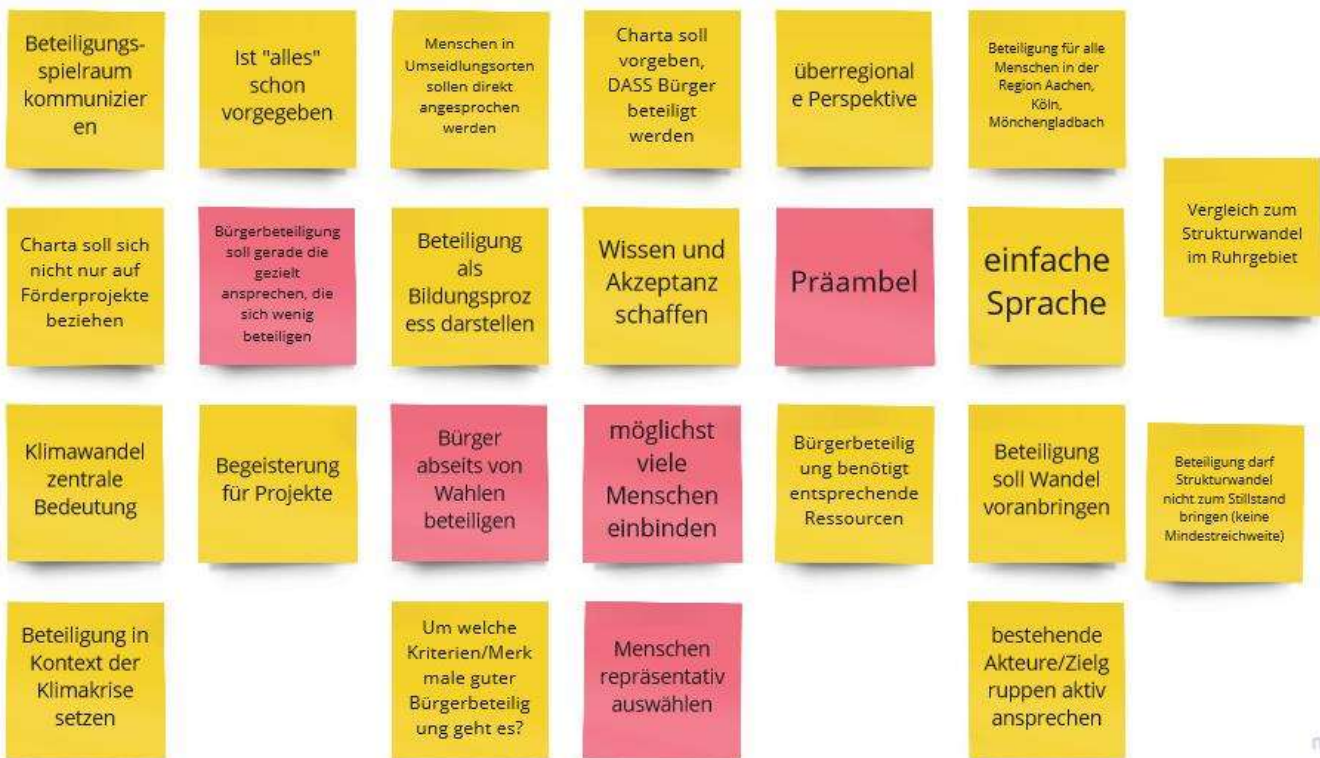 Beteiligungs-
spielraum
kommunizier
en
Ist "alles"
schon
vorgegeben
Menschen in
Umseidlungsorten
sollen direkt
angesprochen
werden
Charta soll
vorgeben,
DASS Bürger
beteiligt
werden
überregional
e Perspektive
Beteiligung für alle
Menschen in der
Region Aachen,
Köln,
Mönchengladbach
Vergleich zum
Strukturwandel
im Ruhrgebiet
Charta soll sich
nicht nur auf
Förderprojekte
beziehen
Bürgerbeteiligung
soll gerade die
gezielt
ansprechen, die
sich wenig
beteiligen
Beteiligung
als
Bildungsproz
ess darstellen
Wissen und
Akzeptanz
schaffen
Präambel
einfache
Sprache
Klimawandel
zentrale
Bedeutung
Begeisterung
für Projekte
Bürger
abseits von
Wahlen
beteiligen
möglichst
viele
Menschen
einbinden
Bürgerbeteilig
ung benötigt
entsprechende
Ressourcen
Beteiligung
soll Wandel
voranbringen
Beteiligung darf
Strukturwandel
nicht zum Stillstand
bringen (keine
Mindestreichweite)
Beteiligung in
Kontext der
Klimakrise
setzen
Um welche
Kriterien/Merk
male guter
Bürgerbeteilig
ung geht es?
Menschen
repräsentativ
auswählen
bestehende
Akteure/Zielg
ruppen aktiv
ansprechen